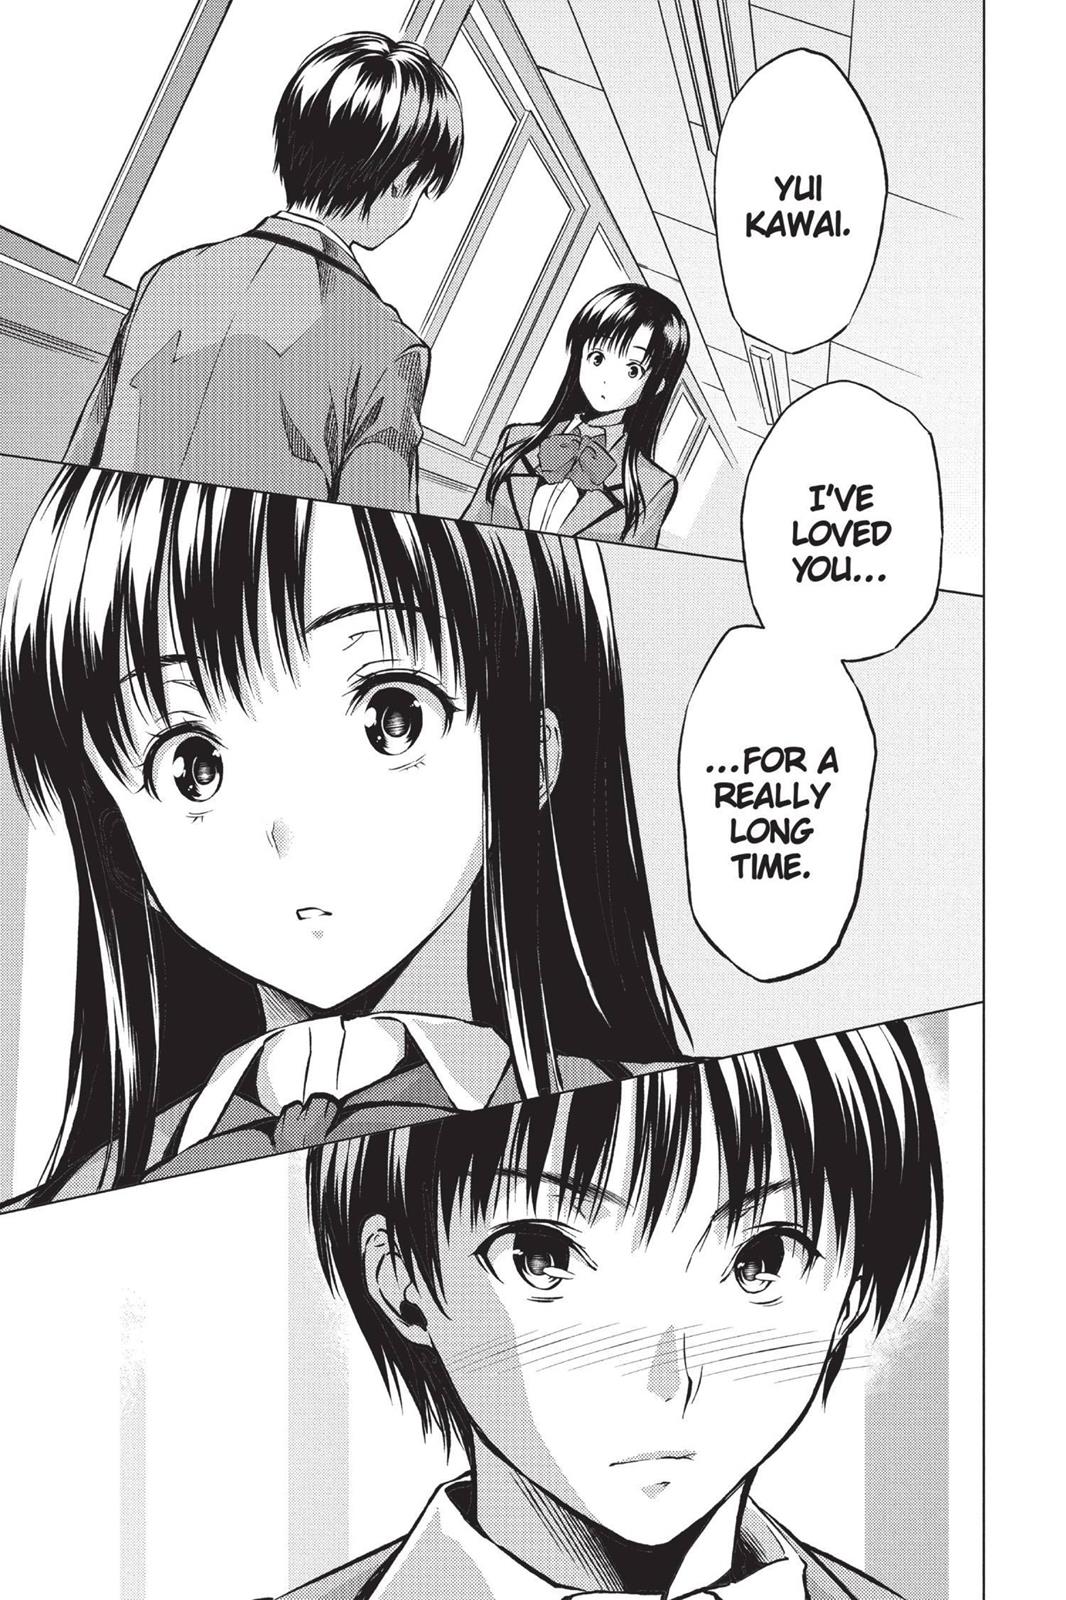 YUI
KAWAI.
I'VE
LOVED
YOU...
...FOR A
REALLY
LONG
TIME.